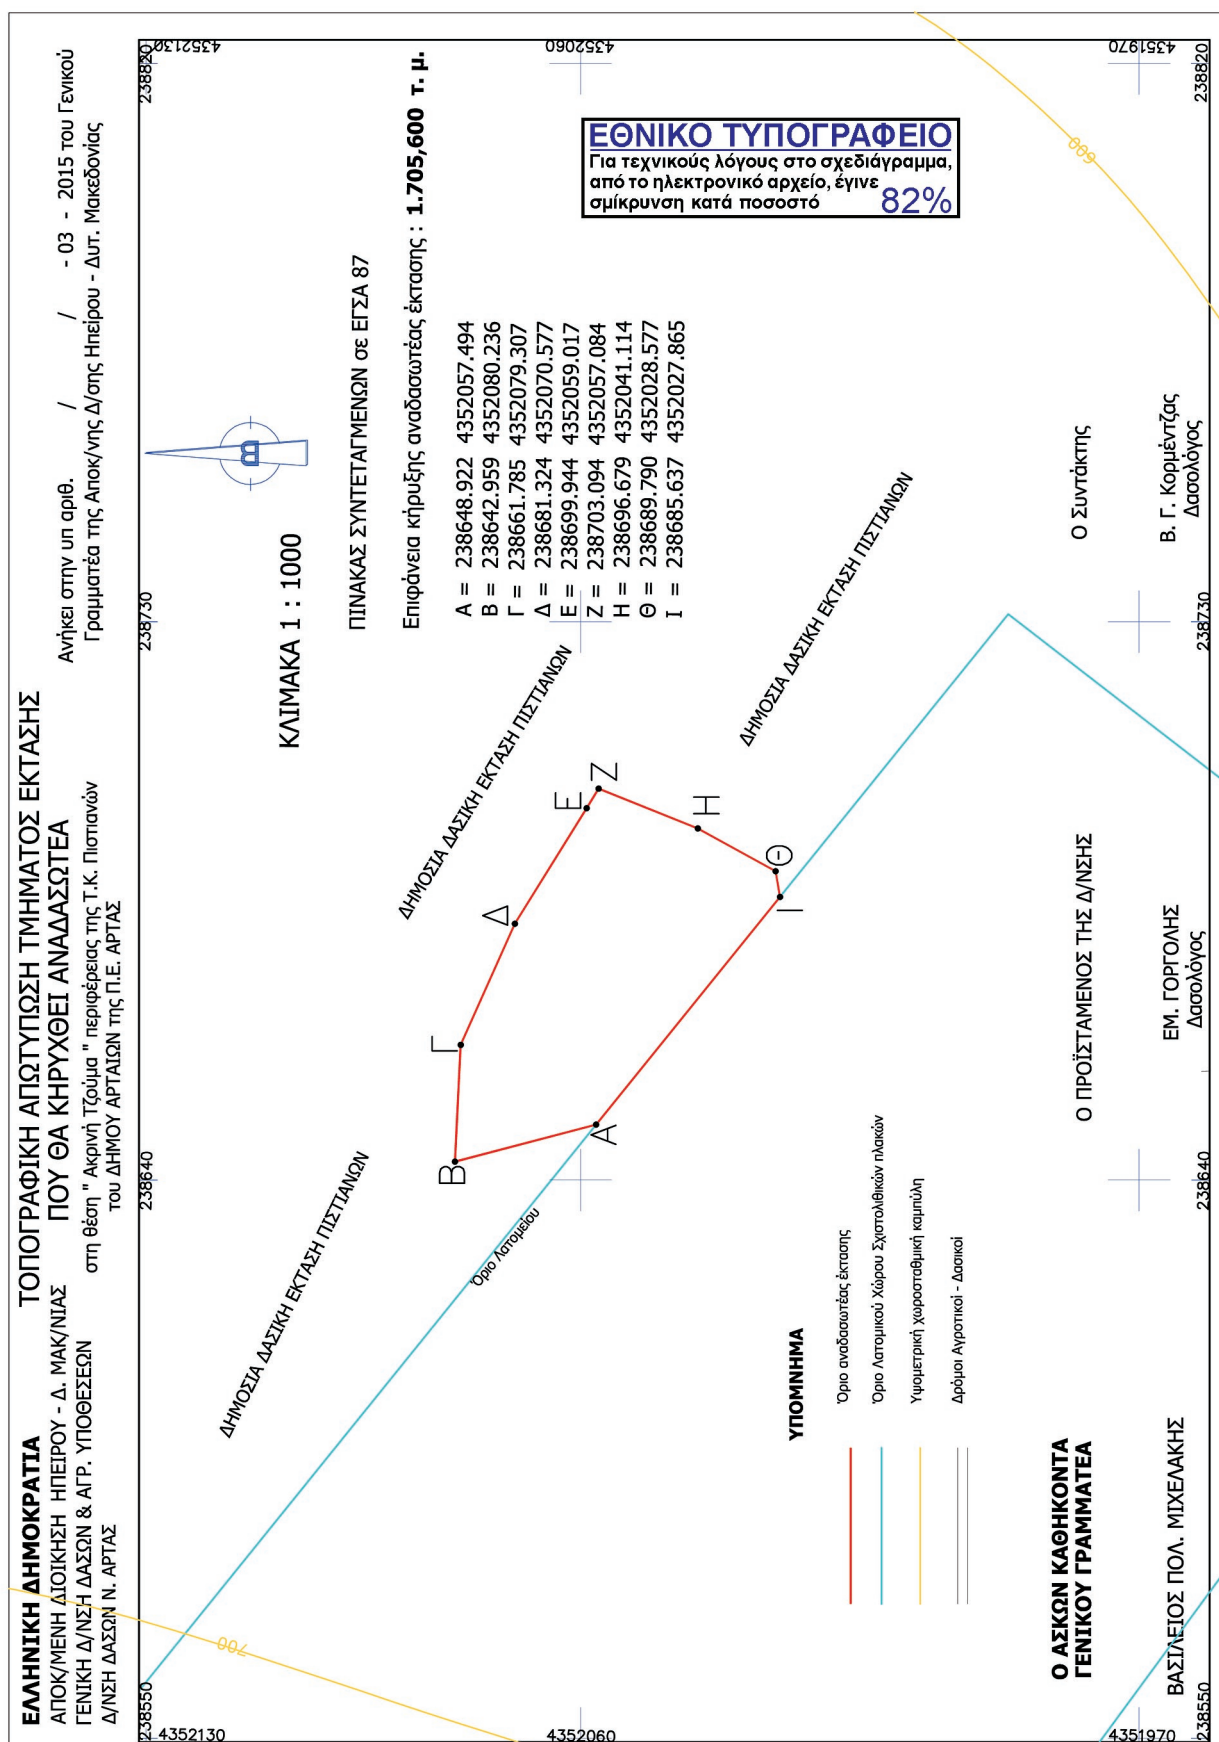 ΕΛΛΗΝΙΚΗ ΔΗΜΟΚΡΑΤΙΑ
ΑΠΟΚ/ΜΕΝΗ ΔΙΟΙΚΗΣΗ ΗΠΕΙΡΟΥ - Δ. ΜΑΚ/ΝΙΑΣ
ΓΕΝΙΚΗ Δ/ΝΣΗ ΔΑΣΩΝ & ΑΓΡ. ΥΠΟΘΕΣΕΩΝ
Δ/ΝΣΗ ΔΑΣΩΝ Ν. ΑΡΤΑΣ
ΤΟΠΟΓΡΑΦΙΚΗ ΑΠΩΤΥΠΩΣΗ ΤΜΗΜΑΤΟΣ ΕΚΤΑΣΗΣ
ΠΟΥ ΘΑ ΚΗΡΥΧΘΕΙ ΑΝΑΔΑΣΩΤΕΑ
στη θέση " Ακρινή Τζούμα " περιφέρειας της Τ.Κ. Πιστιανών
του ΔΗΜΟΥ ΑΡΤΑΙΩΝ της Π.Ε. ΑΡΤΑΣ
Ανήκει στην υπ αριθ. / / - 03 - 2015 του Γενικού
Γραμματέα της Αποκ/νης Δ/σης Ηπείρου - Δυτ. Μακεδονίας
238550
238640
238730
238820
4352130
4352130
ΚΛΙΜΑΚΑ 1 : 1000
Β
ΠΙΝΑΚΑΣ ΣΥΝΤΕΤΑΓΜΕΝΩΝ σε ΕΓΣΑ 87
Επιφάνεια κήρυξης αναδασωτέας έκτασης : 1.705,600 τ. μ.
Α = 238648.922 4352057.494
Β = 238642.959 4352080.236
Γ = 238661.785 4352079.307
Δ = 238681.324 4352070.577
Ε = 238699.944 4352059.017
Ζ = 238703.094 4352057.084
Η = 238696.679 4352041.114
Θ = 238689.790 4352028.577
Ι = 238685.637 4352027.865
ΕΘΝΙΚΟ ΤΥΠΟΓΡΑΦΕΙΟ
Για τεχνικούς λόγους στο σχεδιάγραμμα,
από το ηλεκτρονικό αρχείο, έγινε
σμίκρυνση κατά ποσοστό 82%
700
ΔΗΜΟΣΙΑ ΔΑΣΙΚΗ ΕΚΤΑΣΗ ΠΙΣΤΙΑΝΩΝ
ΔΗΜΟΣΙΑ ΔΑΣΙΚΗ ΕΚΤΑΣΗ ΠΙΣΤΙΑΝΩΝ
ΔΗΜΟΣΙΑ ΔΑΣΙΚΗ ΕΚΤΑΣΗ ΠΙΣΤΙΑΝΩΝ
Β
Γ
Δ
Ε
Ζ
Η
Θ
Ι
Α
Όριο Λατομείου
4352060
4352060
600
ΥΠΟΜΝΗΜΑ
Όριο αναδασωτέας έκτασης
Όριο Λατομικού Χώρου Σχιστολιθικών πλακών
Υψομετρική χωροσταθμική καμπύλη
Δρόμοι Αγροτικοί - Δασικοί
Ο ΑΣΚΩΝ ΚΑΘΗΚΟΝΤΑ
ΓΕΝΙΚΟΥ ΓΡΑΜΜΑΤΕΑ
ΒΑΣΙΛΕΙΟΣ ΠΟΛ. ΜΙΧΕΛΑΚΗΣ
Ο ΠΡΟΪΣΤΑΜΕΝΟΣ ΤΗΣ Δ/ΝΣΗΣ
ΕΜ. ΓΟΡΓΟΛΗΣ
Δασολόγος
Ο Συντάκτης
Β. Γ. Κορμέντζας
Δασολόγος
4351970
4351970
238550
238640
238730
238820